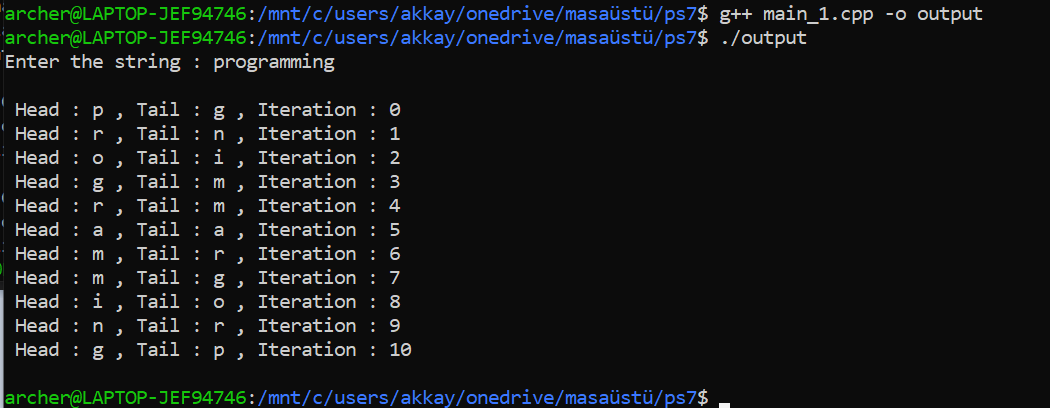 archer@LAPTOP-JEF94746:/mnt/c/users/akkay/onedrive/masaüstü/ps7$ g++ main_1.cpp -o output
archer@LAPTOP-JEF94746:/mnt/c/users/akkay/onedrive/masaüstü/ps7$ ./output
Enter the string : programming
Head : p , Tail : g , Iteration : 0
Head : r , Tail : n , Iteration : 1
Head : o , Tail : i , Iteration : 2
Head : g , Tail : m , Iteration : 3
Head : r , Tail : m , Iteration : 4
Head : a , Tail : a , Iteration : 5
Head : m , Tail : r , Iteration : 6
Head : m , Tail : g , Iteration : 7
Head : i , Tail : o , Iteration : 8
Head : n , Tail : r , Iteration : 9
Head : g , Tail : p , Iteration : 10
archer@LAPTOP-JEF94746:/mnt/c/users/akkay/onedrive/masaüstü/ps7$